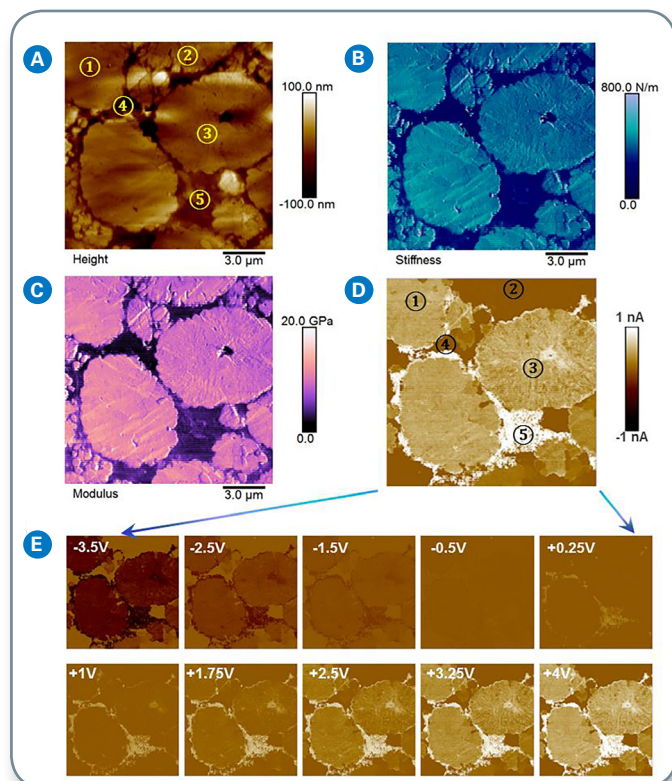 A
1
2
4
3
5
100.0 nm
-100.0 nm
Height
3.0 µm
B
800.0 N/m
0.0
Stiffness
3.0 µm
C
20.0 GPa
0.0
Modulus
3.0 µm
D
1
2
4
3
5
1 nA
-1 nA
E
-3.5V
-2.5V
-1.5V
-0.5V
+0.25V
+1V
+1.75V
+2.5V
+3.25V
+4V